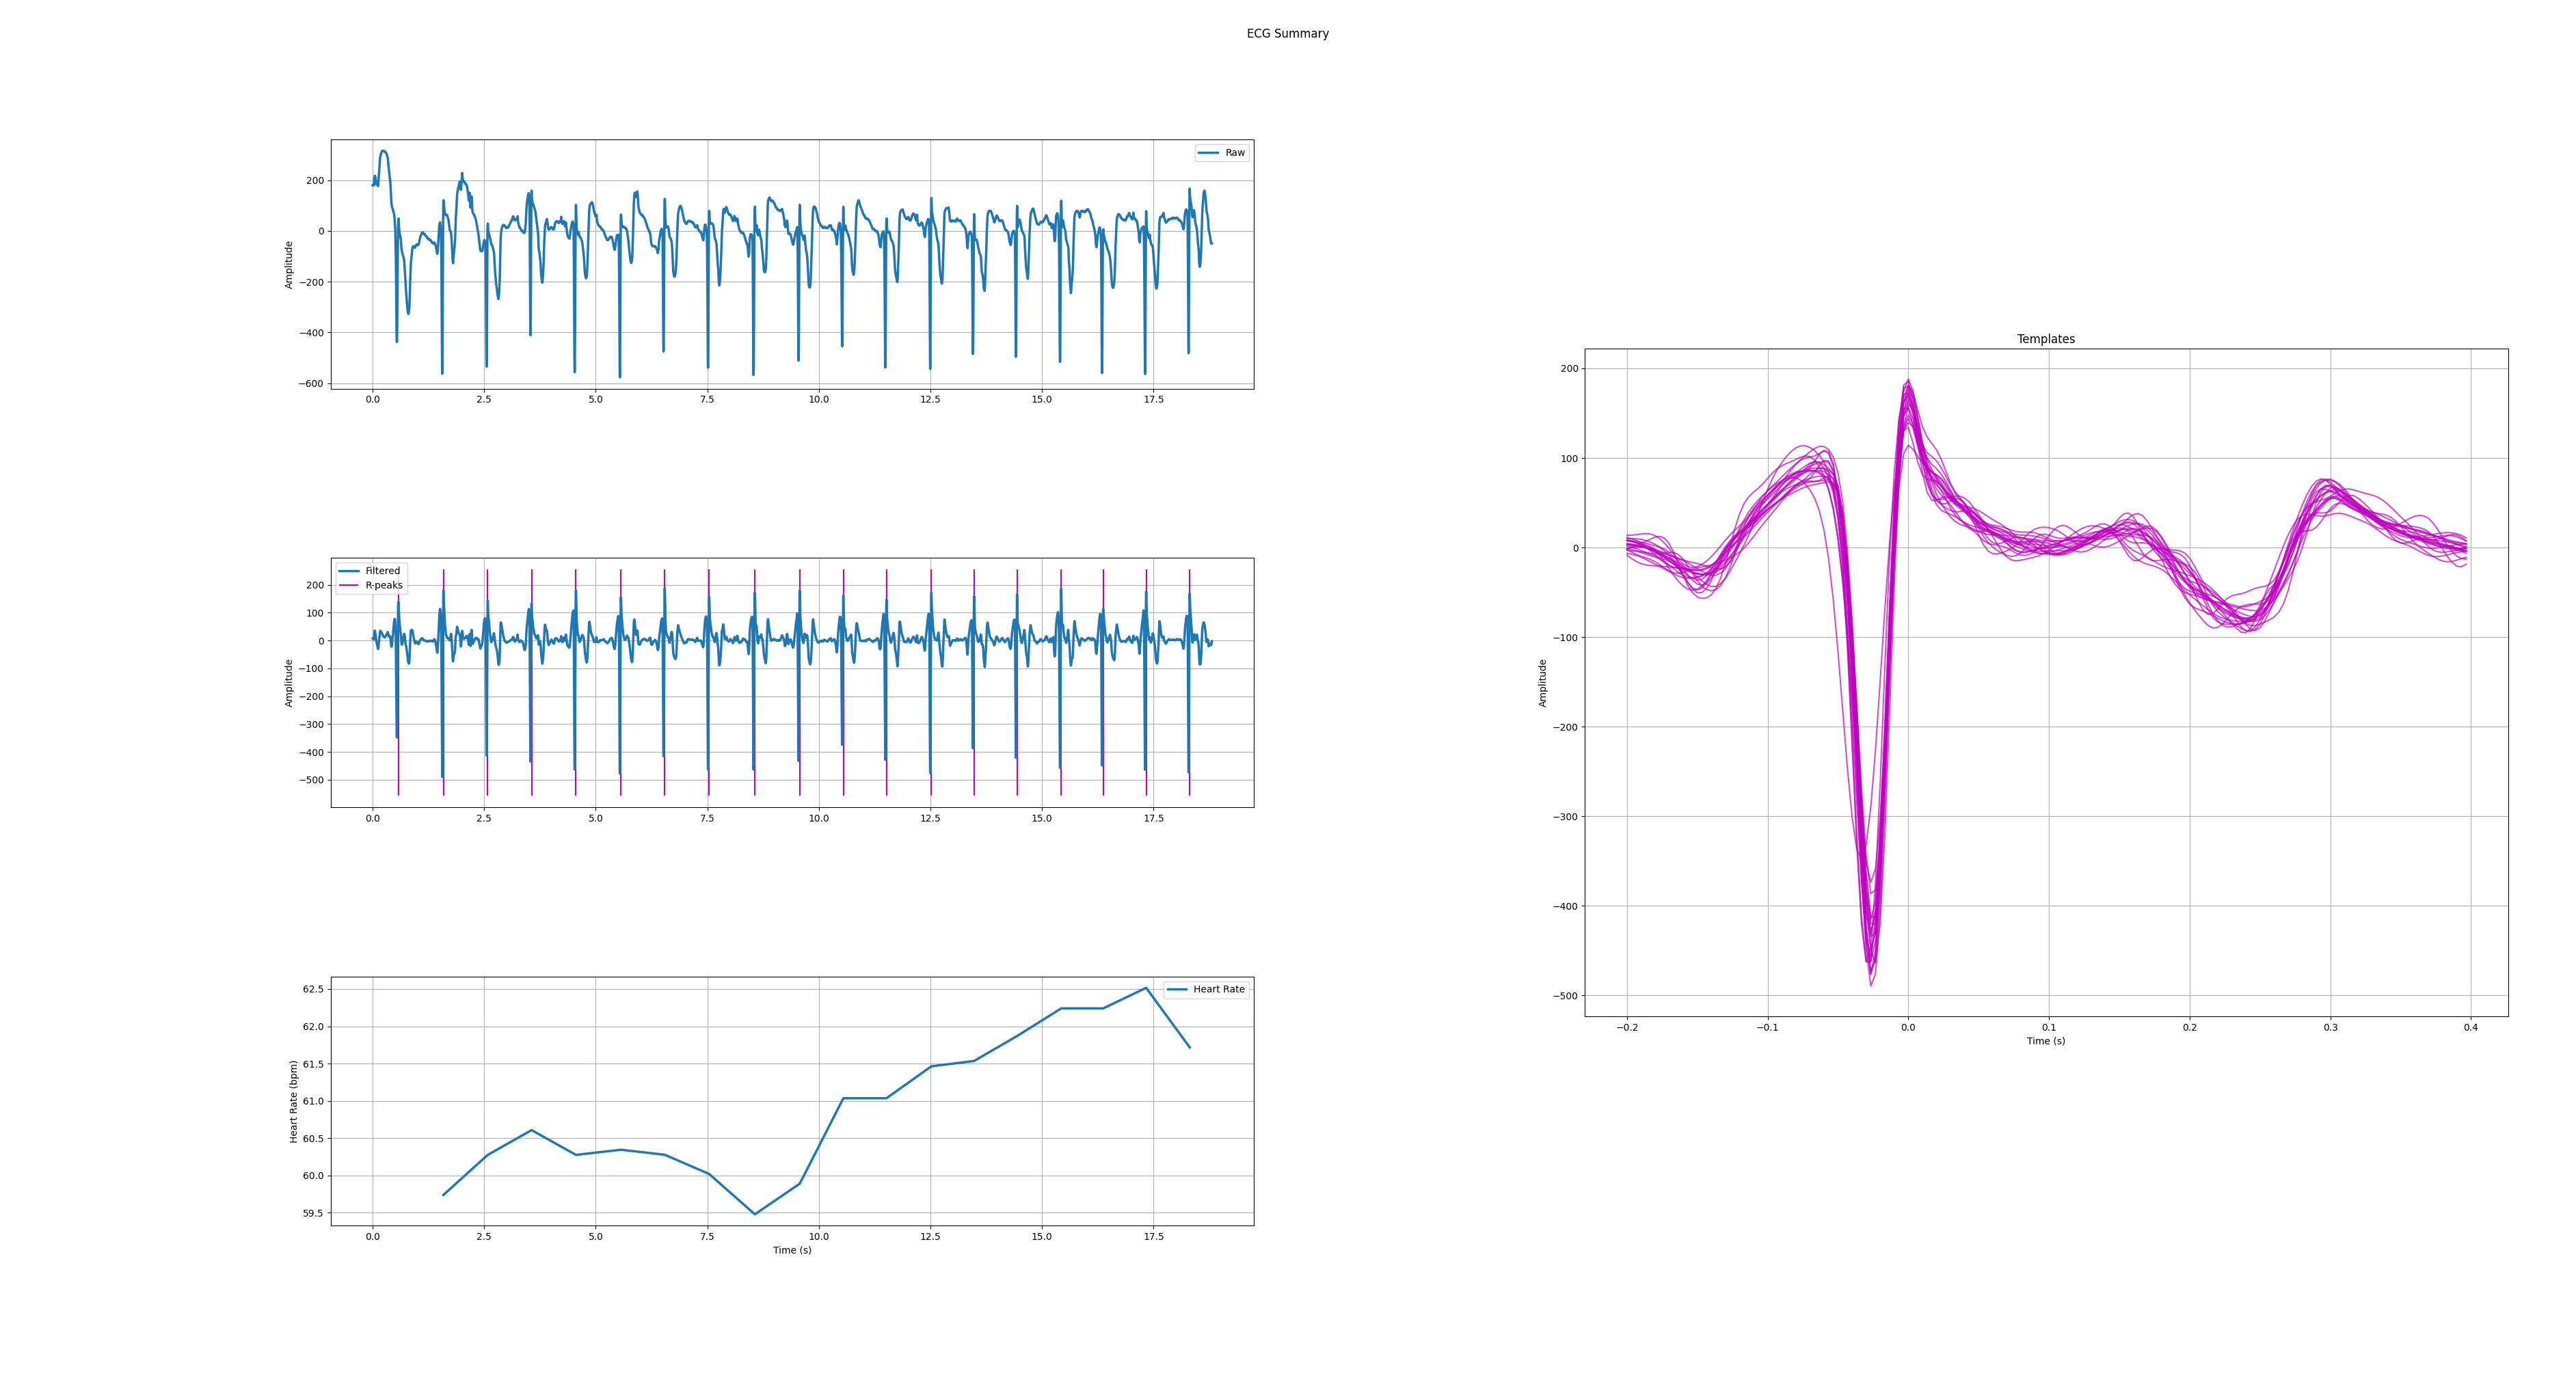 ECG Summary
Raw
200
0
−200
−400
−600
Amplitude
0.0 2.5 5.0 7.5 10.0 12.5 15.0 17.5
Filtered
R-peaks
200
100
0
−100
−200
−300
−400
−500
Amplitude
0.0 2.5 5.0 7.5 10.0 12.5 15.0 17.5
Heart Rate
62.5
62.0
61.5
61.0
60.5
60.0
59.5
Heart Rate (bpm)
0.0 2.5 5.0 7.5 10.0 12.5 15.0 17.5
Time (s)
Templates
200
100
0
−100
−200
−300
−400
−500
Amplitude
−0.2 −0.1 0.0 0.1 0.2 0.3 0.4
Time (s)